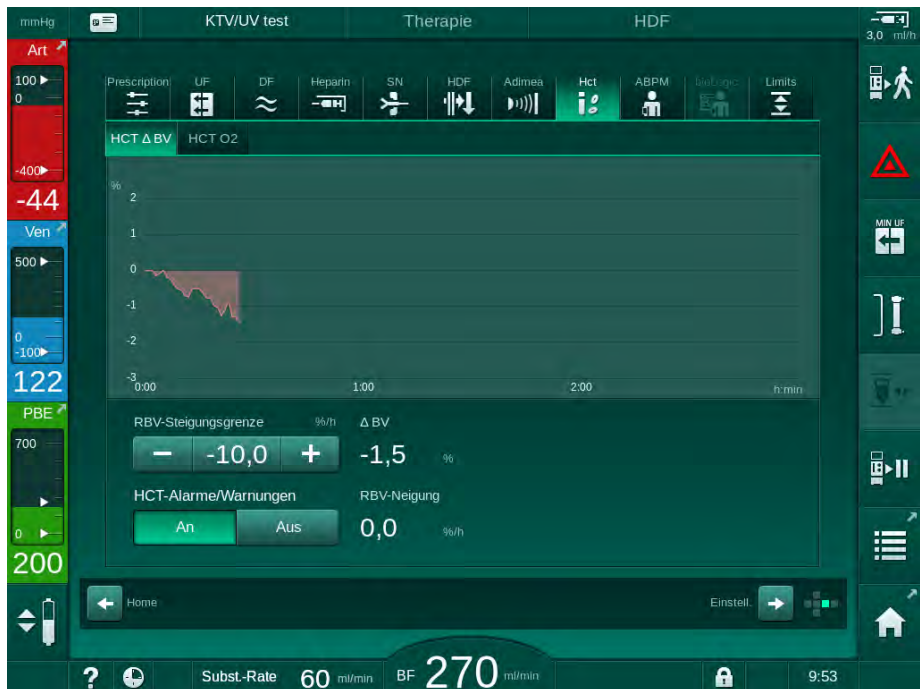 mmHg KTV/UV test Therapie HDF 3,0 ml/h
Art
100
0
-400
-44
Ven
500
0
-100
122
PBE
700
0
200
Prescription UF DF Heparin SN HDF Adimea Hct ABPM bioLogic Limits
HCT Δ BV HCT O2
%
2
1
0
-1
-2
-3
0:00 1:00 2:00 h:min
RBV-Steigungsgrenze %/h Δ BV
− -10,0 + -1,5 %
HCT-Alarme/Warnungen RBV-Neigung
An Aus 0,0 %/h
Home Einstell.
MIN UF
? Subst.-Rate 60 ml/min BF 270 ml/min 9:53